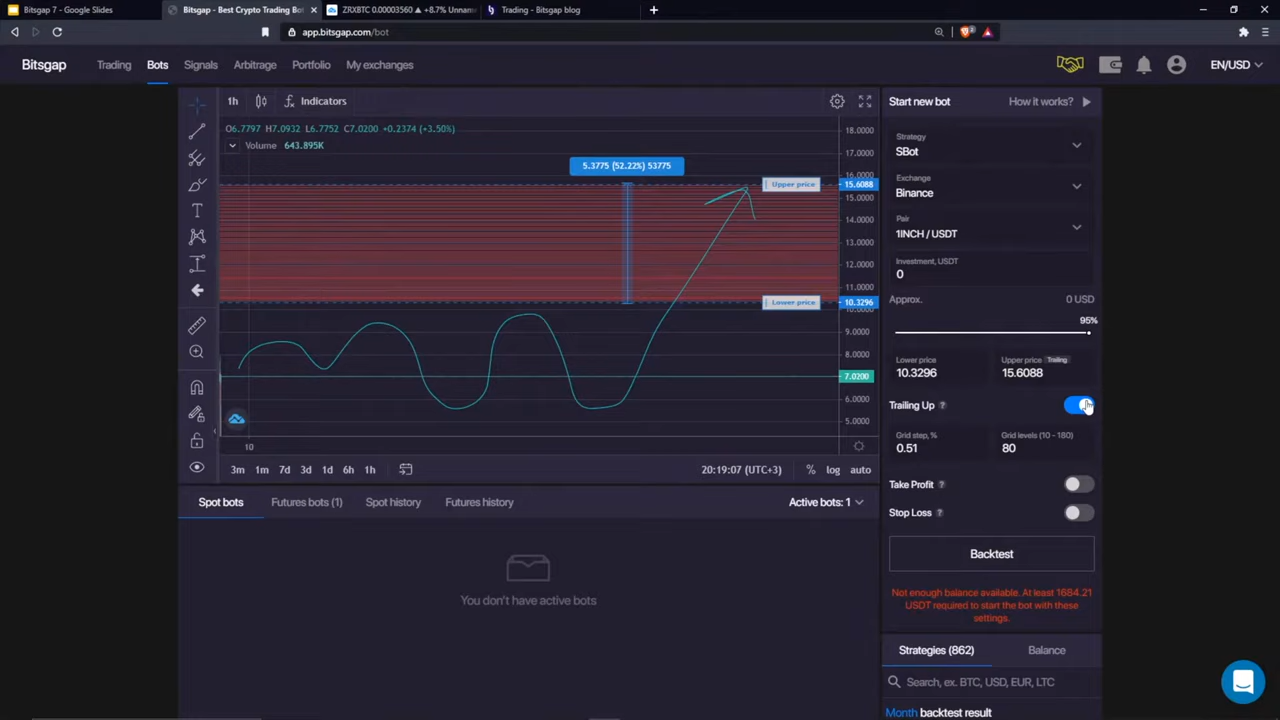 Bitsgap 7 - Google Slides
Bitsgap - Best Crypto Trading Bot
ZRXBTC 0.00003560 ▲ +8.7% Unname
Trading - Bitsgap blog
app.bitsgap.com/bot
Bitsgap
Trading
Bots
Signals
Arbitrage
Portfolio
My exchanges
EN/USD
1h
Indicators
O6.7797 H7.0932 L6.7752 C7.0200 +0.2374 (+3.50%)
Volume 643.895K
5.3775 (52.22%) 53775
Upper price
Lower price
18.0000
17.0000
16.0000
15.6088
14.0000
13.0000
12.0000
11.0000
10.3296
10.0000
9.0000
8.0000
7.0200
6.0000
5.0000
10
3m 1m 7d 3d 1d 6h 1h
20:19:07 (UTC+3)
% log auto
Spot bots
Futures bots (1)
Spot history
Futures history
Active bots: 1
You don't have active bots
Start new bot
How it works?
Strategy
SBot
Exchange
Binance
Pair
1INCH / USDT
Investment, USDT
0
Approx.
0 USD
95%
Lower price
10.3296
Upper price Trailing
15.6088
Trailing Up ?
Grid step, %
0.51
Grid levels (10 - 180)
80
Take Profit ?
Stop Loss ?
Backtest
Not enough balance available. At least 1684.21
USDT required to start the bot with these
settings.
Strategies (862)
Balance
Search, ex. BTC, USD, EUR, LTC
Month backtest result